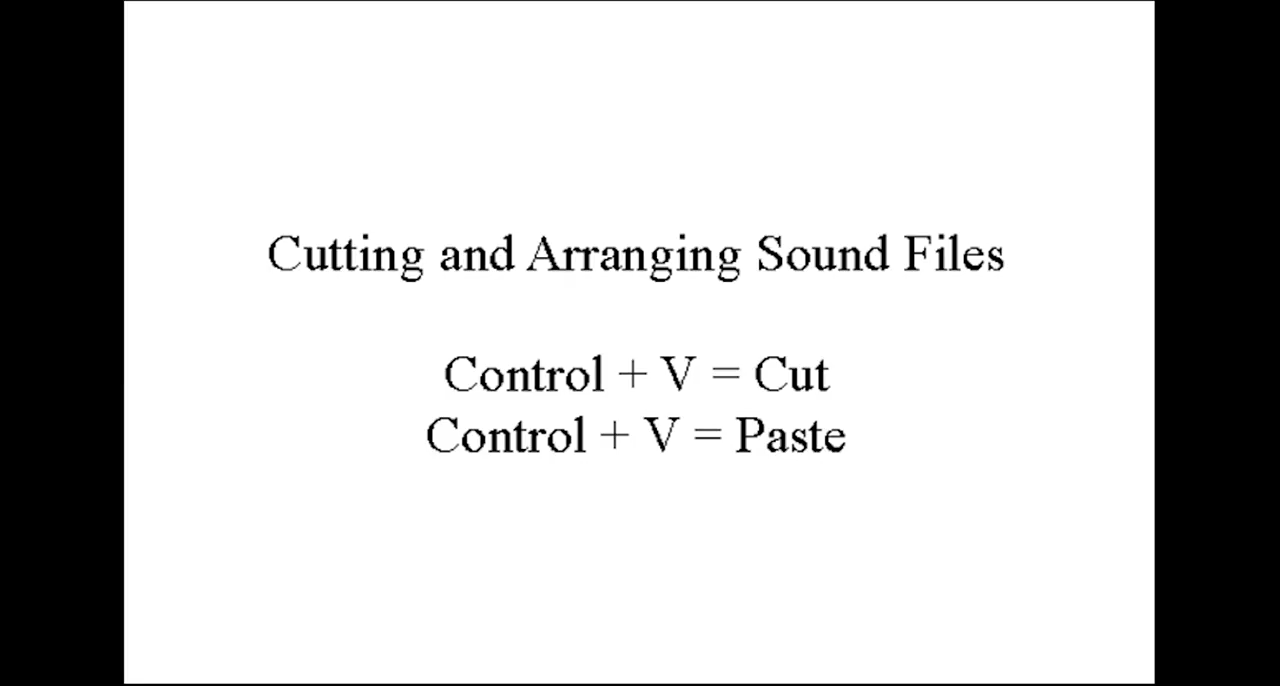 Cutting and Arranging Sound Files
Control + V = Cut
Control + V = Paste